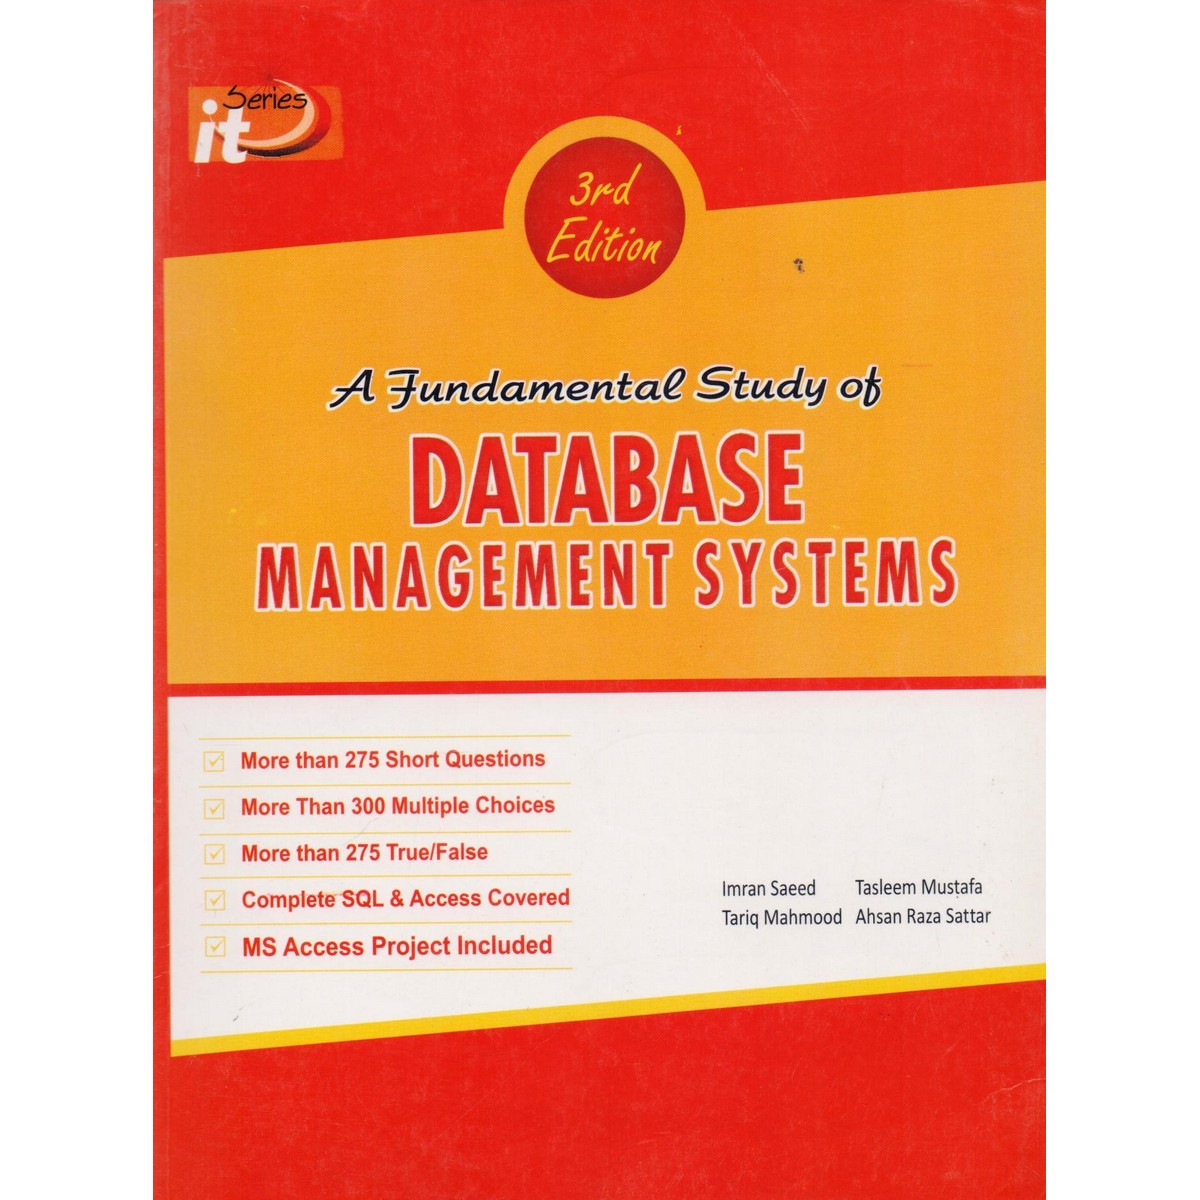 Series
it
3rd
Edition
A Fundamental Study of
DATABASE
MANAGEMENT SYSTEMS
More than 275 Short Questions
More Than 300 Multiple Choices
More than 275 True/False
Complete SQL & Access Covered
MS Access Project Included
Imran Saeed Tasleem Mustafa
Tariq Mahmood Ahsan Raza Sattar